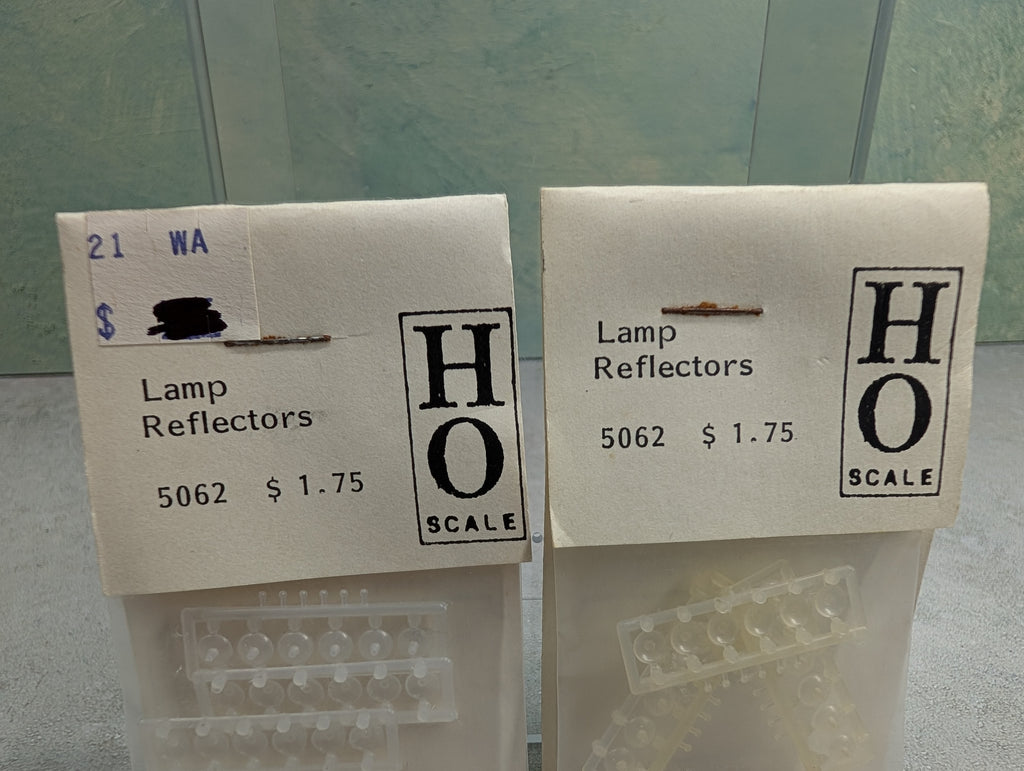 21 WA
$
Lamp
Reflectors
5062 $ 1.75
H
O
SCALE
Lamp
Reflectors
5062 $ 1.75
H
O
SCALE